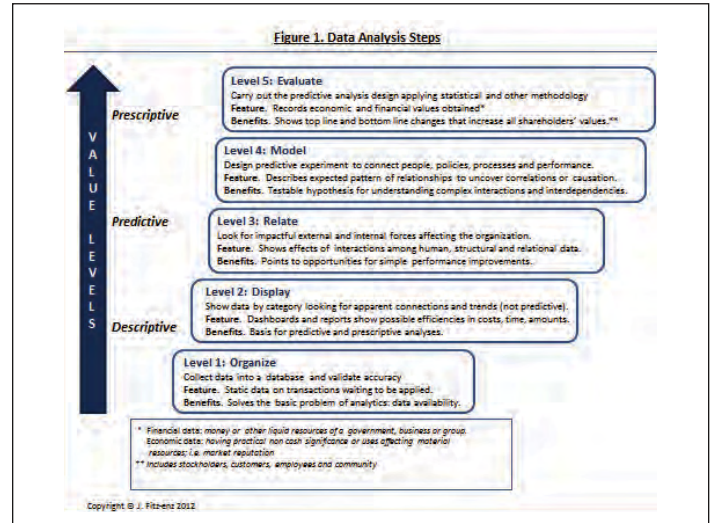 Figure 1. Data Analysis Steps
VALUE LEVELS
Prescriptive
Level 5: Evaluate
Carry out the predictive analysis design applying statistical and other methodology
Feature. Records economic and financial values obtained*
Benefits. Shows top line and bottom line changes that increase all shareholders' values.**
Level 4: Model
Design predictive experiment to connect people, policies, processes and performance.
Feature. Describes expected pattern of relationships to uncover correlations or causation.
Benefits. Testable hypothesis for understanding complex interactions and interdependencies.
Predictive
Level 3: Relate
Look for impactful external and internal forces affecting the organization.
Feature. Shows effects of interactions among human, structural and relational data.
Benefits. Points to opportunities for simple performance improvements.
Level 2: Display
Show data by category looking for apparent connections and trends (not predictive).
Feature. Dashboards and reports show possible efficiencies in costs, time, amounts.
Benefits. Basis for predictive and prescriptive analyses.
Descriptive
Level 1: Organize
Collect data into a database and validate accuracy
Feature. Static data on transactions waiting to be applied.
Benefits. Solves the basic problem of analytics: data availability.
* Financial data: money or other liquid resources of a government, business or group.
Economic data: having practical non cash significance or uses affecting material
resources; i.e. market reputation
** Includes stockholders, customers, employees and community
Copyright © J. Fitz-enz 2012